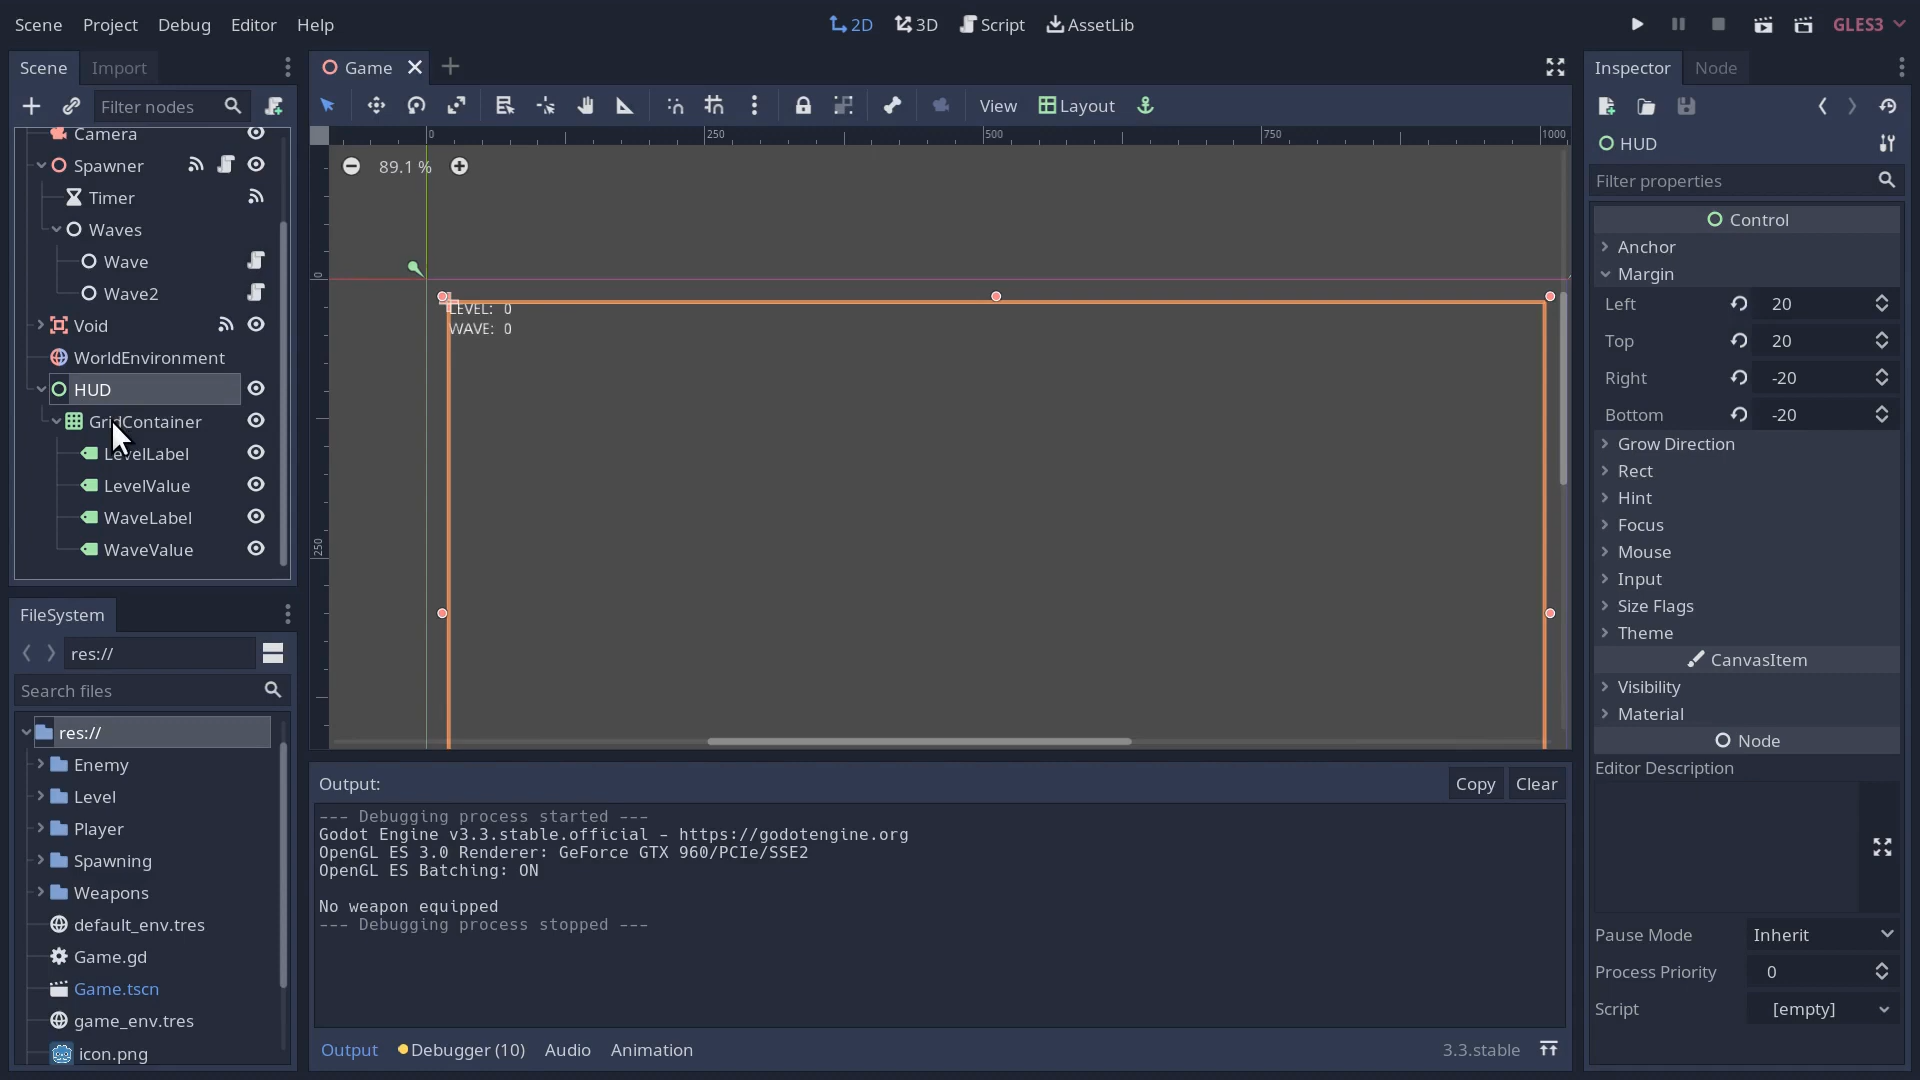 Scene Project Debug Editor Help 2D 3D Script AssetLib GLES3
Scene Import Game Inspector Node
Filter nodes View Layout
Camera
Spawner
Timer
Waves
Wave
Wave2
Void
WorldEnvironment
HUD
GridContainer
LevelLabel
LevelValue
WaveLabel
WaveValue
0 250 500 750 1000
89.1 %
0
LEVEL: 0
WAVE: 0
250
HUD
Filter properties
Control
Anchor
Margin
Left 20
Top 20
Right -20
Bottom -20
Grow Direction
Rect
Hint
Focus
Mouse
Input
Size Flags
Theme
CanvasItem
Visibility
Material
Node
Editor Description
Pause Mode Inherit
Process Priority 0
Script [empty]
FileSystem
res://
Search files
res://
Enemy
Level
Player
Spawning
Weapons
default_env.tres
Game.gd
Game.tscn
game_env.tres
icon.png
Output: Copy Clear
--- Debugging process started ---
Godot Engine v3.3.stable.official - https://godotengine.org
OpenGL ES 3.0 Renderer: GeForce GTX 960/PCIe/SSE2
OpenGL ES Batching: ON
No weapon equipped
--- Debugging process stopped ---
Output Debugger (10) Audio Animation 3.3.stable